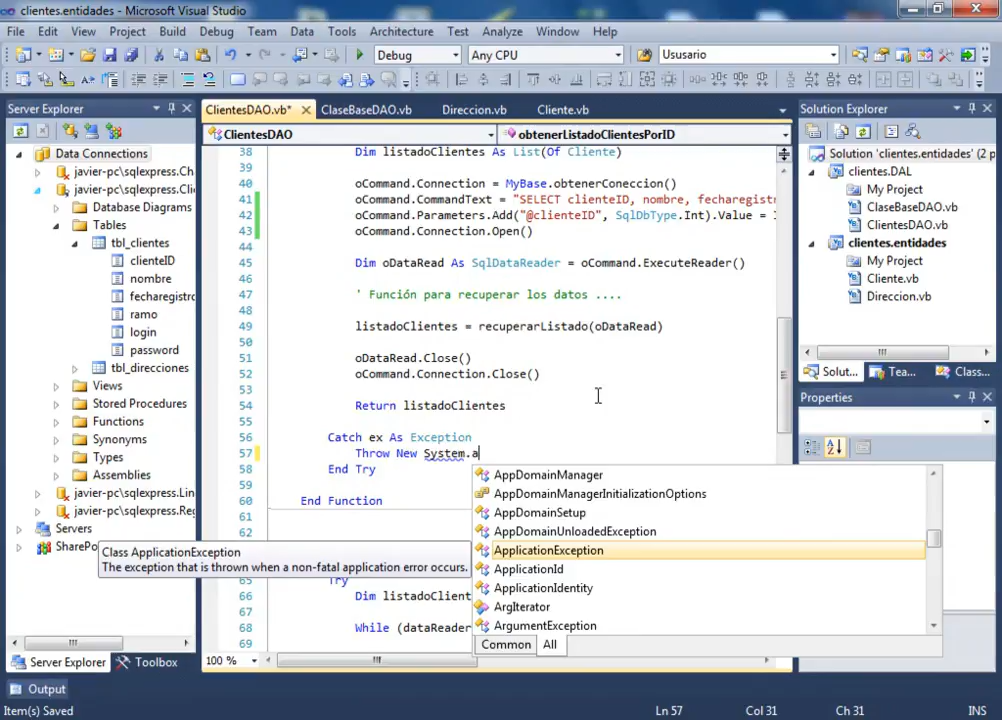 clientes.entidades - Microsoft Visual Studio
File Edit View Project Build Debug Team Data Tools Architecture Test Analyze Window Help
Debug Any CPU Usuario
Server Explorer
Data Connections
javier-pc\sqlexpress.Ch
javier-pc\sqlexpress.cli
Database Diagrams
Tables
tbl_clientes
clienteID
nombre
fecharegistro
ramo
login
password
tbl_direcciones
Views
Stored Procedures
Functions
Synonyms
Types
Assemblies
javier-pc\sqlexpress.Lin
javier-pc\sqlexpress.Reg
Servers
SharePo
Server Explorer Toolbox
ClientesDAO.vb* ClaseBaseDAO.vb Direccion.vb Cliente.vb
ClientesDAO obtenerListadoClientesPorID
38 Dim listadoClientes As List(Of Cliente)
39
40 oCommand.Connection = MyBase.obtenerConeccion()
41 oCommand.CommandText = "SELECT clienteID, nombre, fecharegistr
42 oCommand.Parameters.Add("@clienteID", SqlDbType.Int).Value =
43 oCommand.Connection.Open()
44
45 Dim oDataRead As SqlDataReader = oCommand.ExecuteReader()
46
47 ' Función para recuperar los datos ....
48
49 listadoClientes = recuperarListado(oDataRead)
50
51 oDataRead.Close()
52 oCommand.Connection.Close()
53
54 Return listadoClientes
55
56 Catch ex As Exception
57 Throw New System.a
58 End Try
59
60 End Function
61
62
65 Try
66 Dim listadoClient
67
68 While (dataReader
69
100 %
AppDomainManager
AppDomainManagerInitializationOptions
AppDomainSetup
AppDomainUnloadedException
ApplicationException
ApplicationId
ApplicationIdentity
ArgIterator
ArgumentException
Common All
Class ApplicationException
The exception that is thrown when a non-fatal application error occurs.
Solution Explorer
Solution 'clientes.entidades' (2 p
clientes.DAL
My Project
ClaseBaseDAO.vb
ClientesDAO.vb
clientes.entidades
My Project
Cliente.vb
Direccion.vb
Solut... Tea... Class...
Properties
Output
Item(s) Saved Ln 57 Col 31 Ch 31 INS